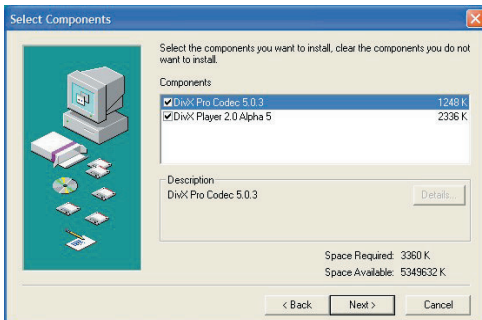 Select Components
Select the components you want to install, clear the components you do not
want to install.
Components
DivX Pro Codec 5.0.3 1248 K
DivX Player 2.0 Alpha 5 2336 K
Description
DivX Pro Codec 5.0.3
Details...
Space Required: 3360 K
Space Available: 5349632 K
< Back Next > Cancel